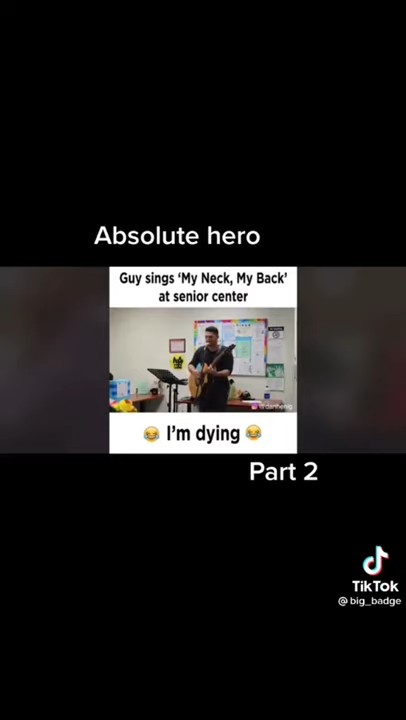 Absolute hero
Guy sings ‘My Neck, My Back’
at senior center
😂 I’m dying 😂
Part 2
TikTok
@big_badge